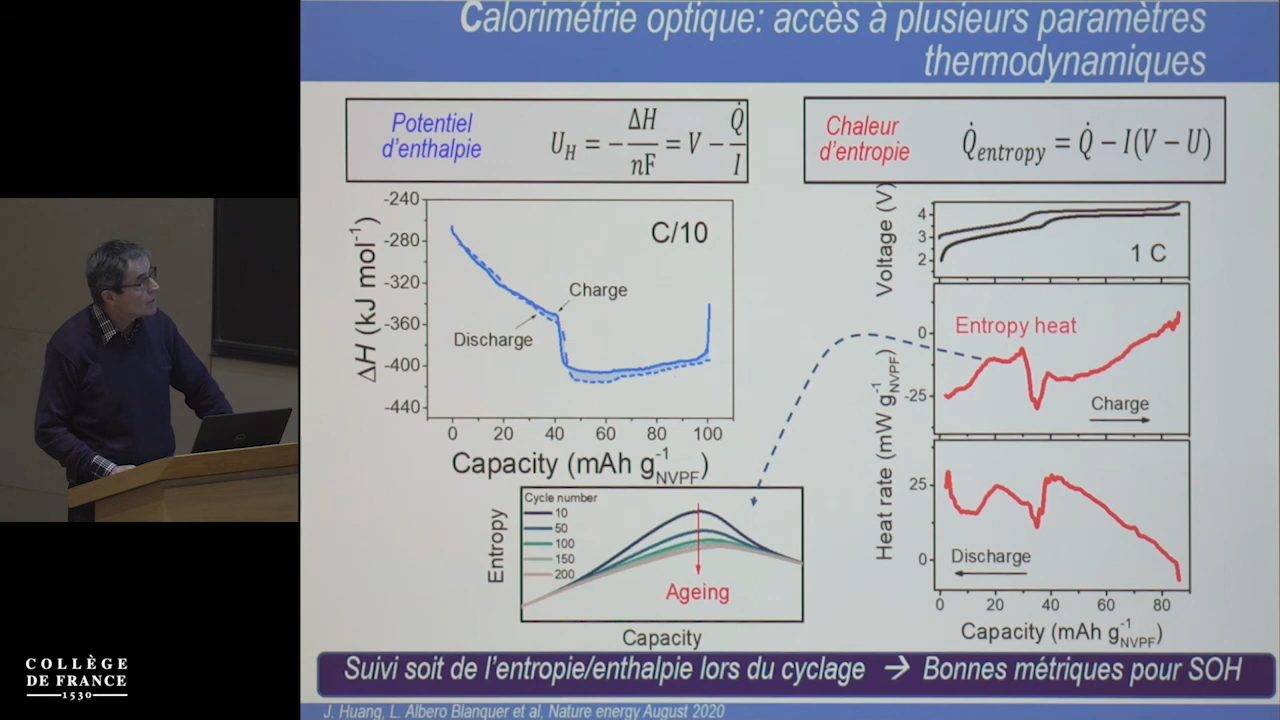 Calorimétrie optique: accès à plusieurs paramètres
thermodynamiques
Potentiel
d'enthalpie
U_H = − ΔH/nF = V − Q̇/I
Chaleur
d'entropie
Q̇_entropy = Q̇ − I(V − U)
-240
-280
-320
-360
-400
-440
ΔH (kJ mol⁻¹)
C/10
Charge
Discharge
0 20 40 60 80 100
Capacity (mAh g⁻¹_NVPF)
Voltage (V)
4
3
2
1 C
Entropy heat
0
-25
Charge
Heat rate (mW g⁻¹_NVPF)
25
0
Discharge
0 20 40 60 80
Capacity (mAh g⁻¹_NVPF)
Cycle number
10
50
100
150
200
Entropy
Ageing
Capacity
Suivi soit de l'entropie/enthalpie lors du cyclage → Bonnes métriques pour SOH
J. Huang, L. Albero Blanquer et al, Nature energy August 2020
COLLÈGE
DE FRANCE
1530